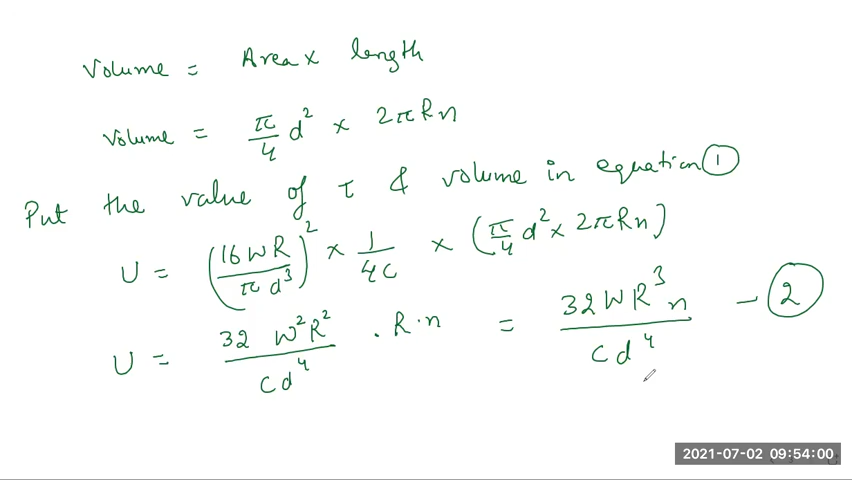 Volume = Area x length
Volume = π/4 d² x 2πRn
Put the value of τ & volume in equation ①
U = (16WR/πd³)² x 1/4C x (π/4 d² x 2πRn)
U = 32 W²R²/Cd⁴ . R.n = 32WR³n/Cd⁴ - ②
2021-07-02 09:54:00